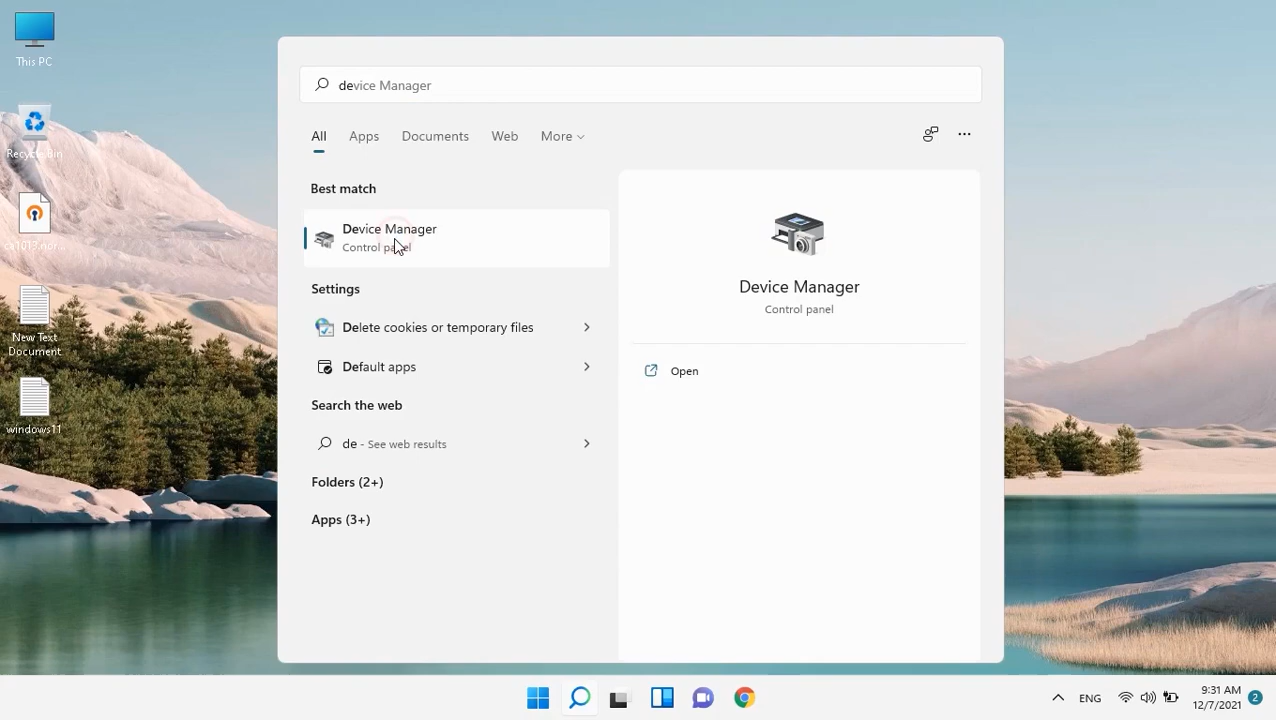 This PC
Recycle Bin
New Text
Document
windows11
device Manager
All Apps Documents Web More
Best match
Device Manager
Control panel
Settings
Delete cookies or temporary files
Default apps
Search the web
de - See web results
Folders (2+)
Apps (3+)
Device Manager
Control panel
Open
ENG
9:31 AM
12/7/2021
2